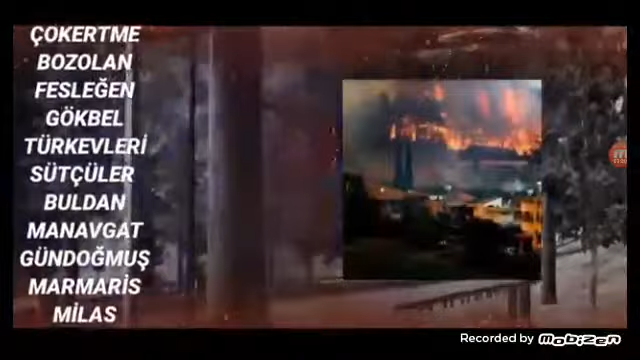 ÇOKERTME
BOZOLAN
FESLEĞEN
GÖKBEL
TÜRKEVLERİ
SÜTÇÜLER
BULDAN
MANAVGAT
GÜNDOĞMUŞ
MARMARİS
MİLAS
Recorded by MOBIZEN